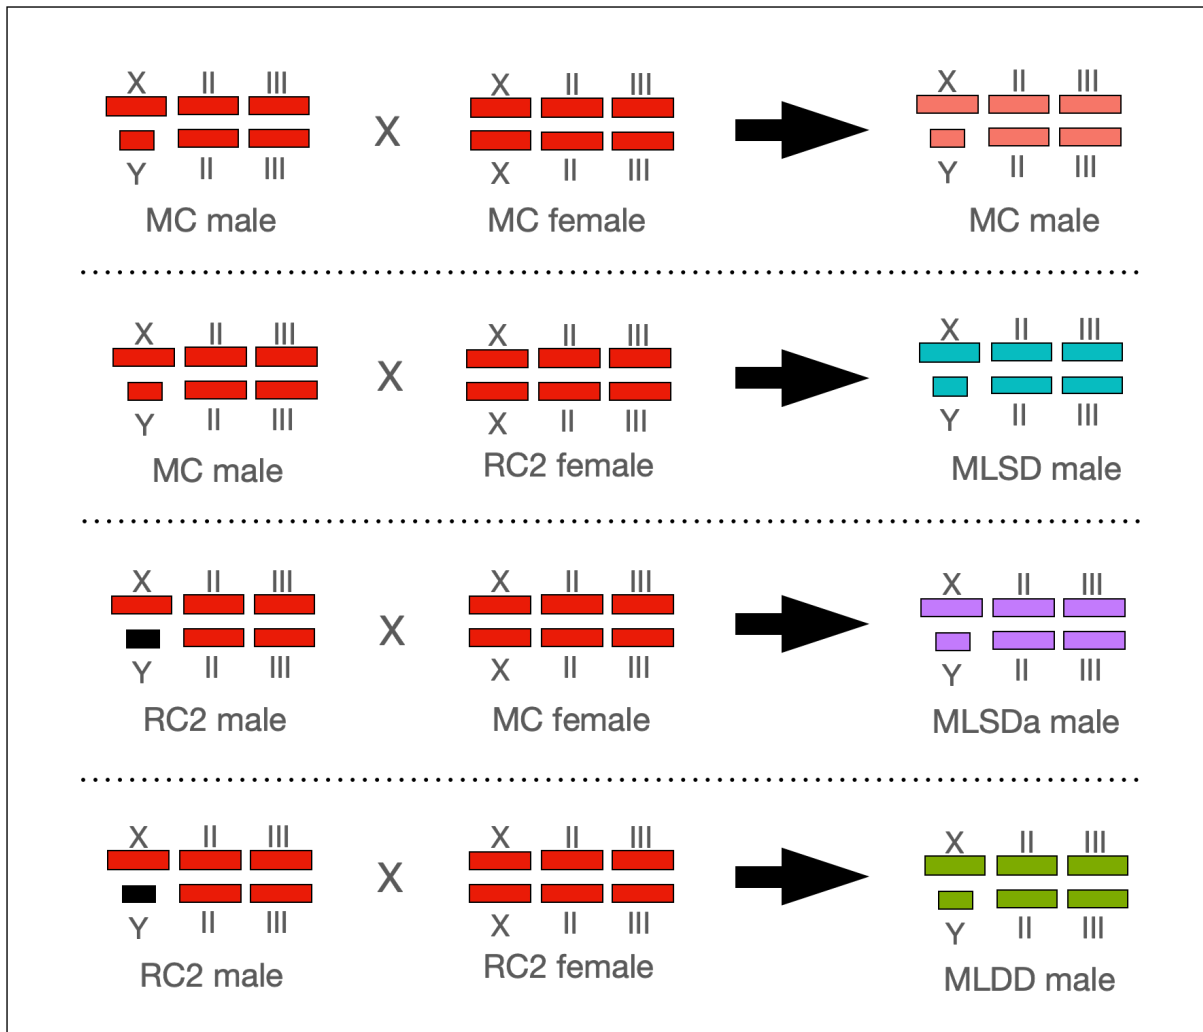 X II III X II III X II III
X
Y II III X II III Y II III
MC male MC female MC male
X II III X II III X II III
X
Y II III X II III Y II III
MC male RC2 female MLSD male
X II III X II III X II III
X
Y II III X II III Y II III
RC2 male MC female MLSDa male
X II III X II III X II III
X
Y II III X II III Y II III
RC2 male RC2 female MLDD male